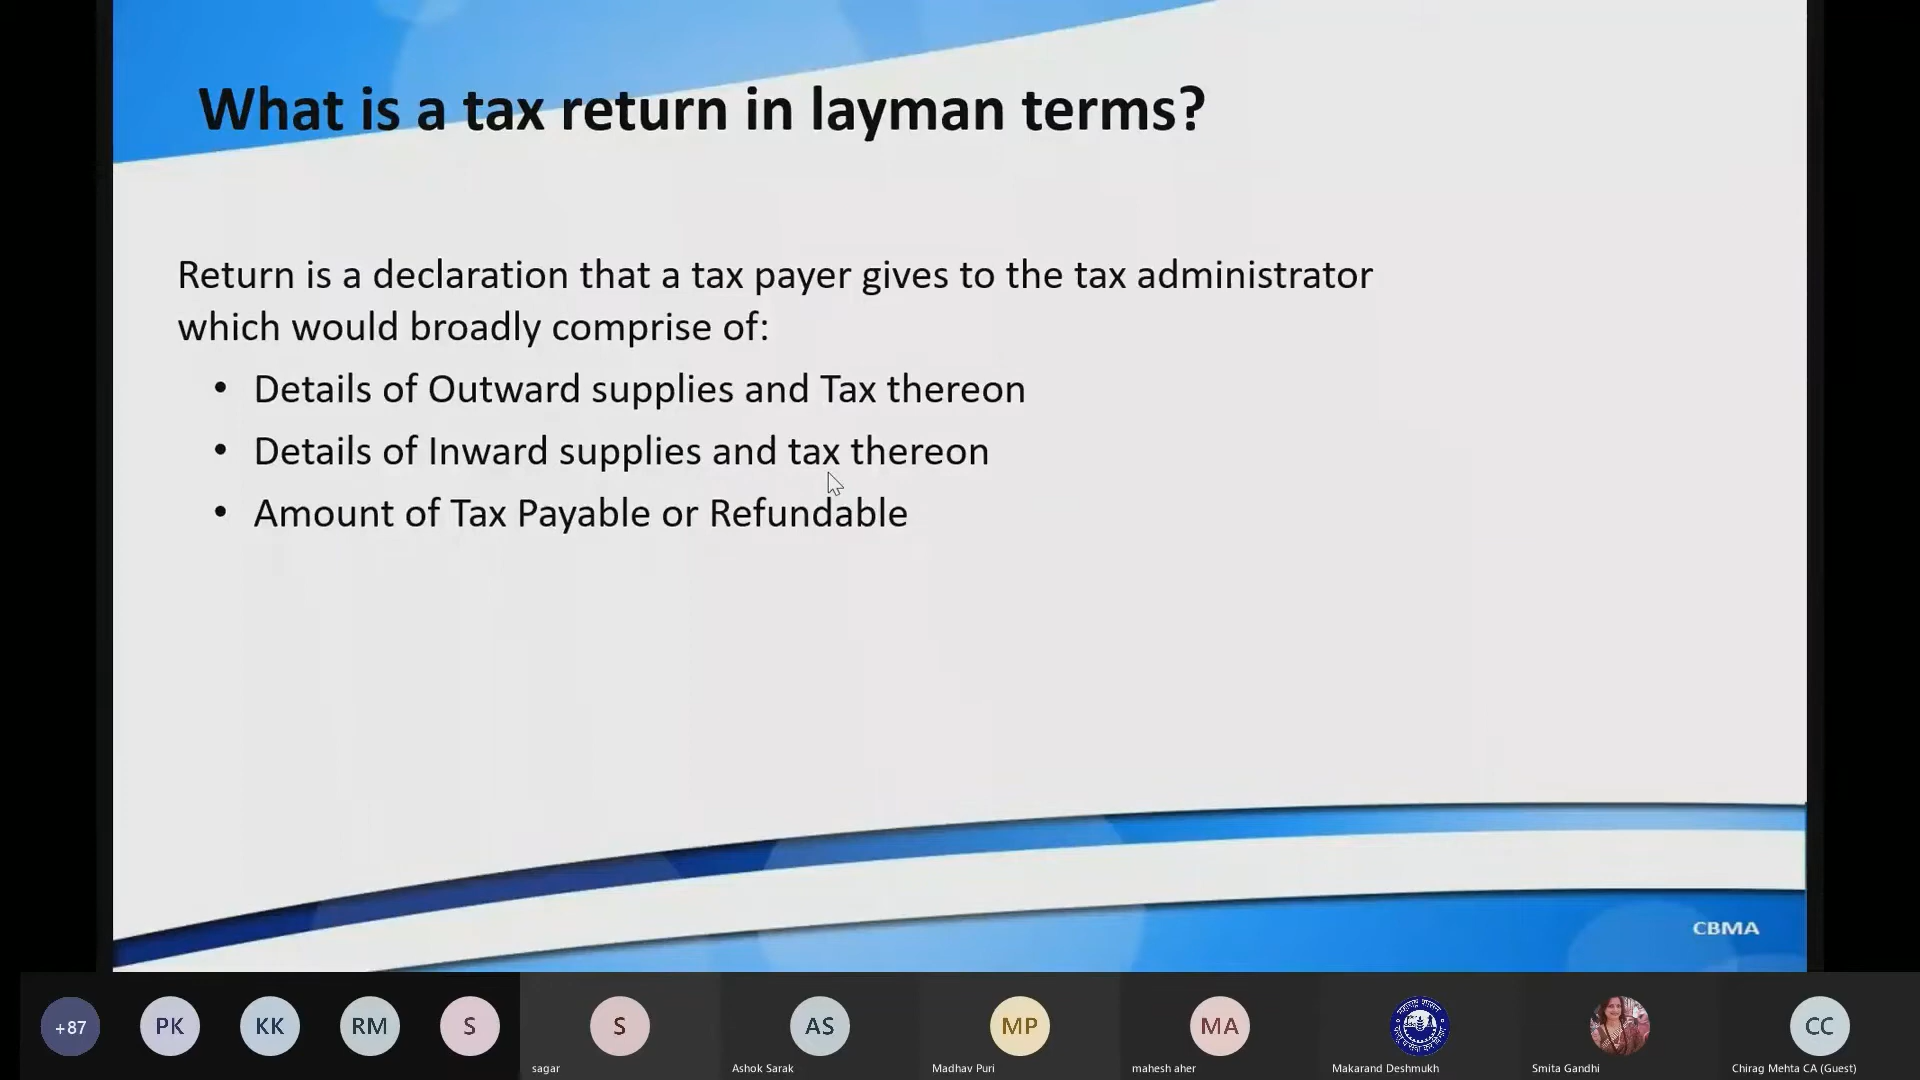 What is a tax return in layman terms?
Return is a declaration that a tax payer gives to the tax administrator
which would broadly comprise of:
• Details of Outward supplies and Tax thereon
• Details of Inward supplies and tax thereon
• Amount of Tax Payable or Refundable
CBMA
+87
PK
KK
RM
S
S
AS
MP
MA
CC
sagar
Ashok Sarak
Madhav Puri
mahesh aher
Makarand Deshmukh
Smita Gandhi
Chirag Mehta CA (Guest)